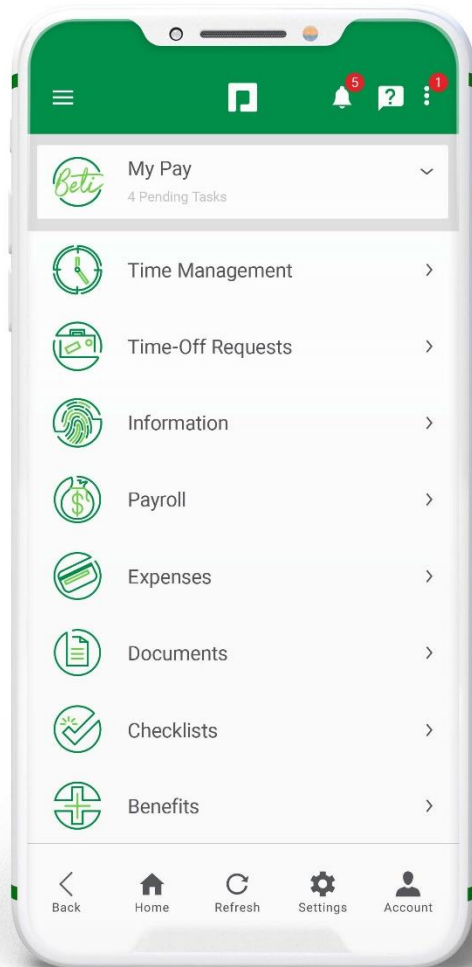 5
?
1
Beti
My Pay
4 Pending Tasks
Time Management
Time-Off Requests
Information
$
Payroll
Expenses
Documents
Checklists
Benefits
Back
Home
Refresh
Settings
Account